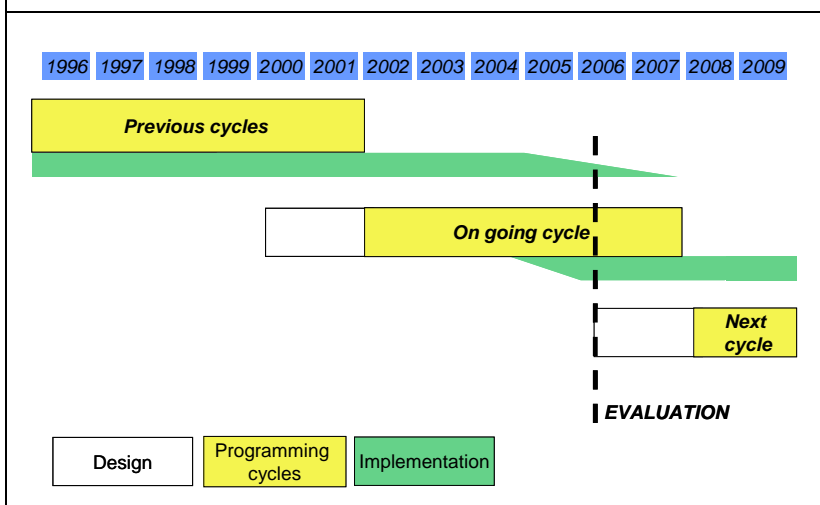 1996 1997 1998 1999 2000 2001 2002 2003 2004 2005 2006 2007 2008 2009
Previous cycles
On going cycle
Next
cycle
EVALUATION
Design
Programming
cycles
Implementation